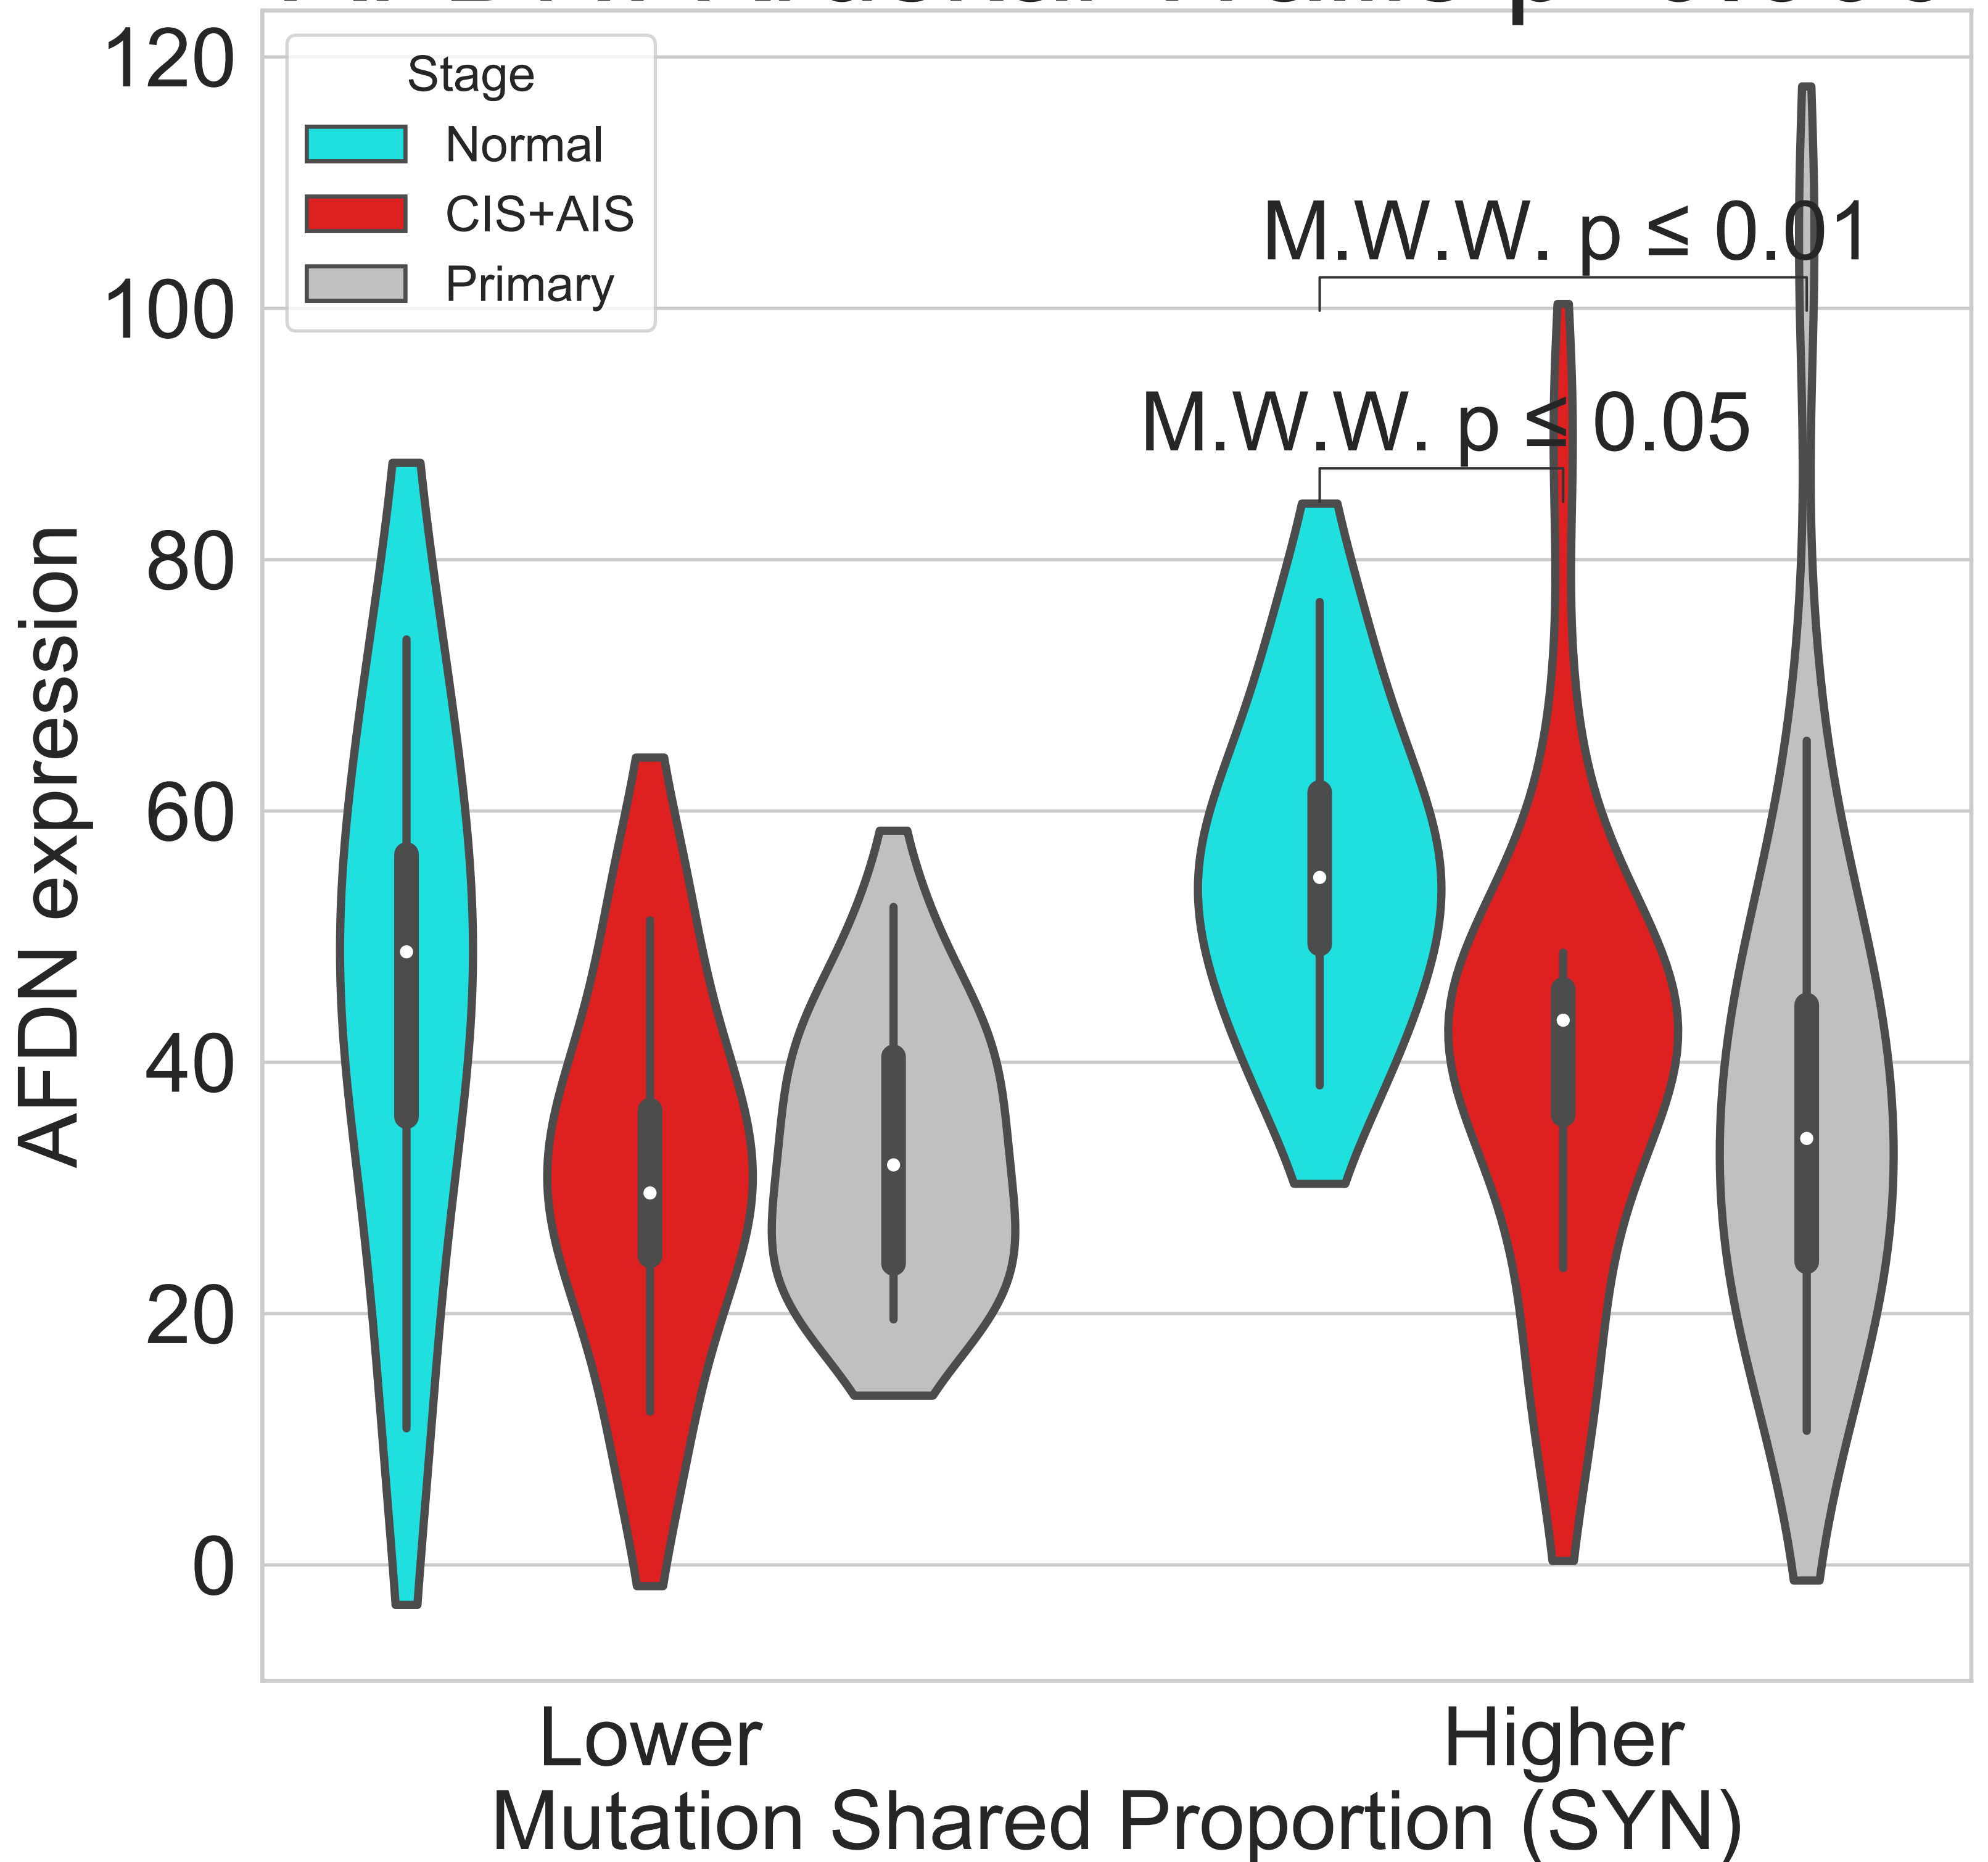 120
100
80
60
40
20
0
AFDN expression
Stage
Normal
CIS+AIS
Primary
M.W.W. p ≤ 0.01
M.W.W. p ≤ 0.05
Lower
Higher
Mutation Shared Proportion (SYN)